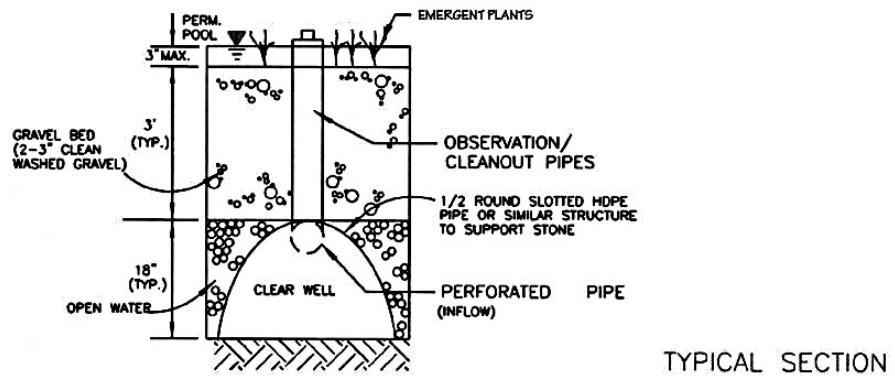 PERM.
POOL
EMERGENT PLANTS
3" MAX.
3'
(TYP.)
GRAVEL BED
(2-3" CLEAN
WASHED GRAVEL)
OBSERVATION/
CLEANOUT PIPES
1/2 ROUND SLOTTED HDPE
PIPE OR SIMILAR STRUCTURE
TO SUPPORT STONE
18"
(TYP.)
OPEN WATER
CLEAR WELL
PERFORATED PIPE
(INFLOW)
TYPICAL SECTION